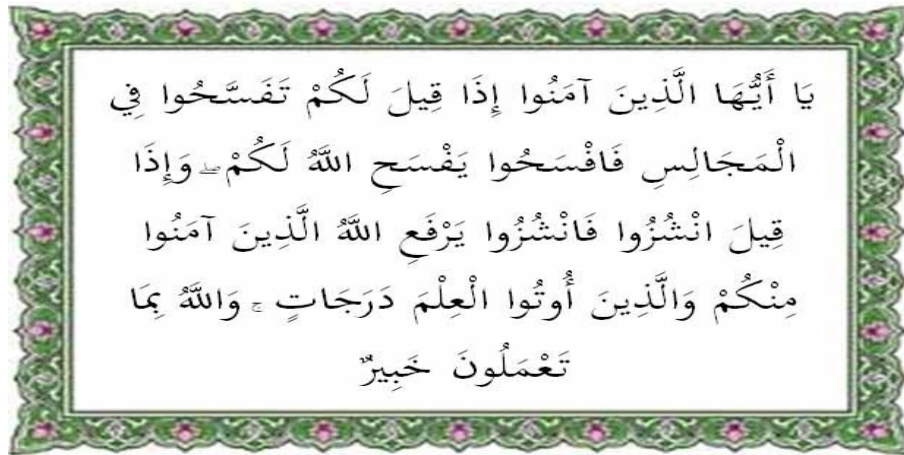 يَا أَيُّهَا الَّذِينَ آمَنُوا إِذَا قِيلَ لَكُمْ تَفَسَّحُوا فِي
الْمَجَالِسِ فَافْسَحُوا يَفْسَحِ اللَّهُ لَكُمْ ۖ وَإِذَا
قِيلَ انْشُزُوا فَانْشُزُوا يَرْفَعِ اللَّهُ الَّذِينَ آمَنُوا
مِنْكُمْ وَالَّذِينَ أُوتُوا الْعِلْمَ دَرَجَاتٍ ۚ وَاللَّهُ بِمَا
تَعْمَلُونَ خَبِيرٌ